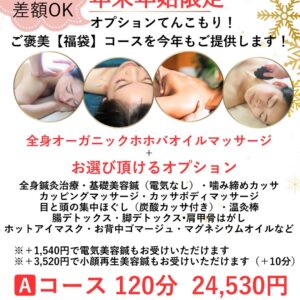 差額OK
年末年始限定
オプションてんこもり！
ご褒美【福袋】コースを今年もご提供します！
全身オーガニックホホバオイルマッサージ
+
お選び頂けるオプション
全身鍼灸治療・基礎美容鍼（電気なし）・噛み締めカッサ
カッピングマッサージ・カッサボディマッサージ
目と頭の集中ほぐし（炭酸カッサ付き）・温灸棒
腸デトックス・脚デトックス・肩甲骨はがし
ホットアイマスク・お背中ゴマージュ・マグネシウムオイルなど
※＋1,540円で電気美容鍼もお受けいただけます
※＋3,520円で小顔再生美容鍼もお受けいただけます（＋10分）
Aコース 120分 24,530円